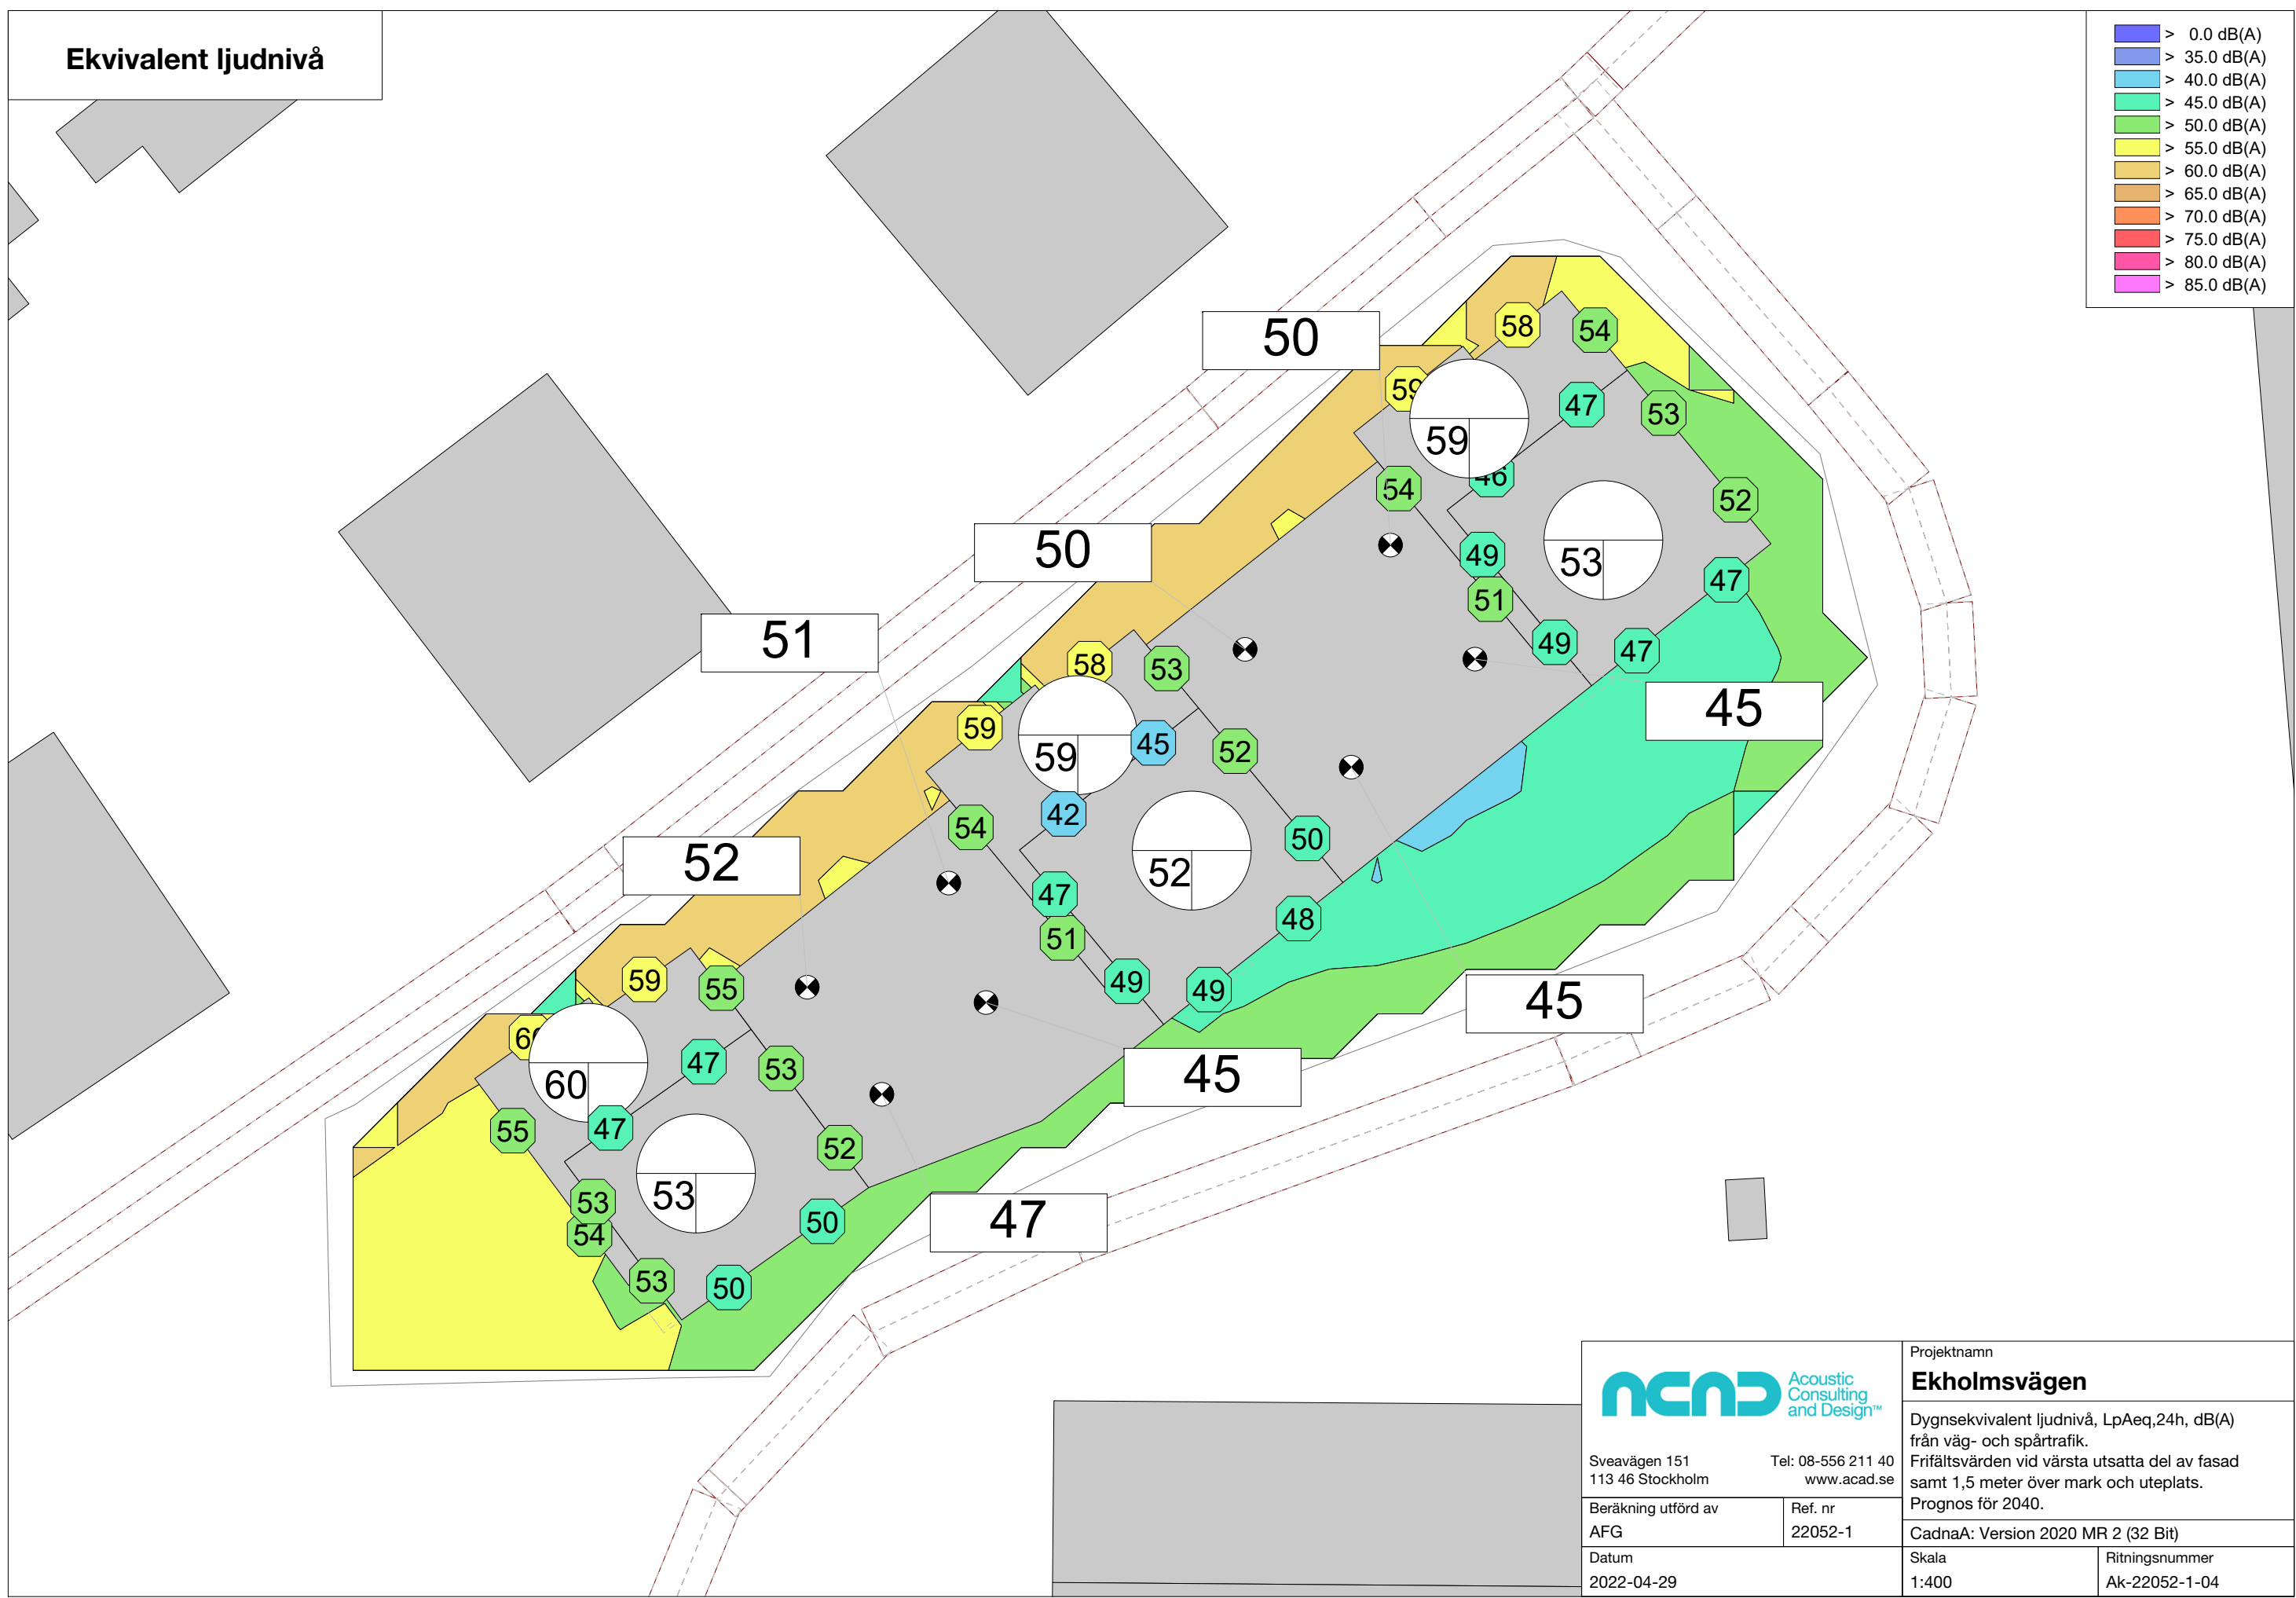 Ekvivalent ljudnivå
> 0.0 dB(A)
> 35.0 dB(A)
> 40.0 dB(A)
> 45.0 dB(A)
> 50.0 dB(A)
> 55.0 dB(A)
> 60.0 dB(A)
> 65.0 dB(A)
> 70.0 dB(A)
> 75.0 dB(A)
> 80.0 dB(A)
> 85.0 dB(A)
50
58
54
59
47
53
59
46
54
52
50
49
53
47
51
51
49
47
58
53
45
59
45
52
59
42
54
50
52
52
47
48
51
49
49
59
55
45
60
47
53
45
60
47
55
52
53
54
53
50
47
53
50
acad
Acoustic
Consulting
and Design™
Sveavägen 151
113 46 Stockholm
Tel: 08-556 211 40
www.acad.se
Beräkning utförd av
AFG
Ref. nr
22052-1
Datum
2022-04-29
Projektnamn
Ekholmsvägen
Dygnsekvivalent ljudnivå, LpAeq,24h, dB(A)
från väg- och spårtrafik.
Frifältsvärden vid värsta utsatta del av fasad
samt 1,5 meter över mark och uteplats.
Prognos för 2040.
CadnaA: Version 2020 MR 2 (32 Bit)
Skala
1:400
Ritningsnummer
Ak-22052-1-04